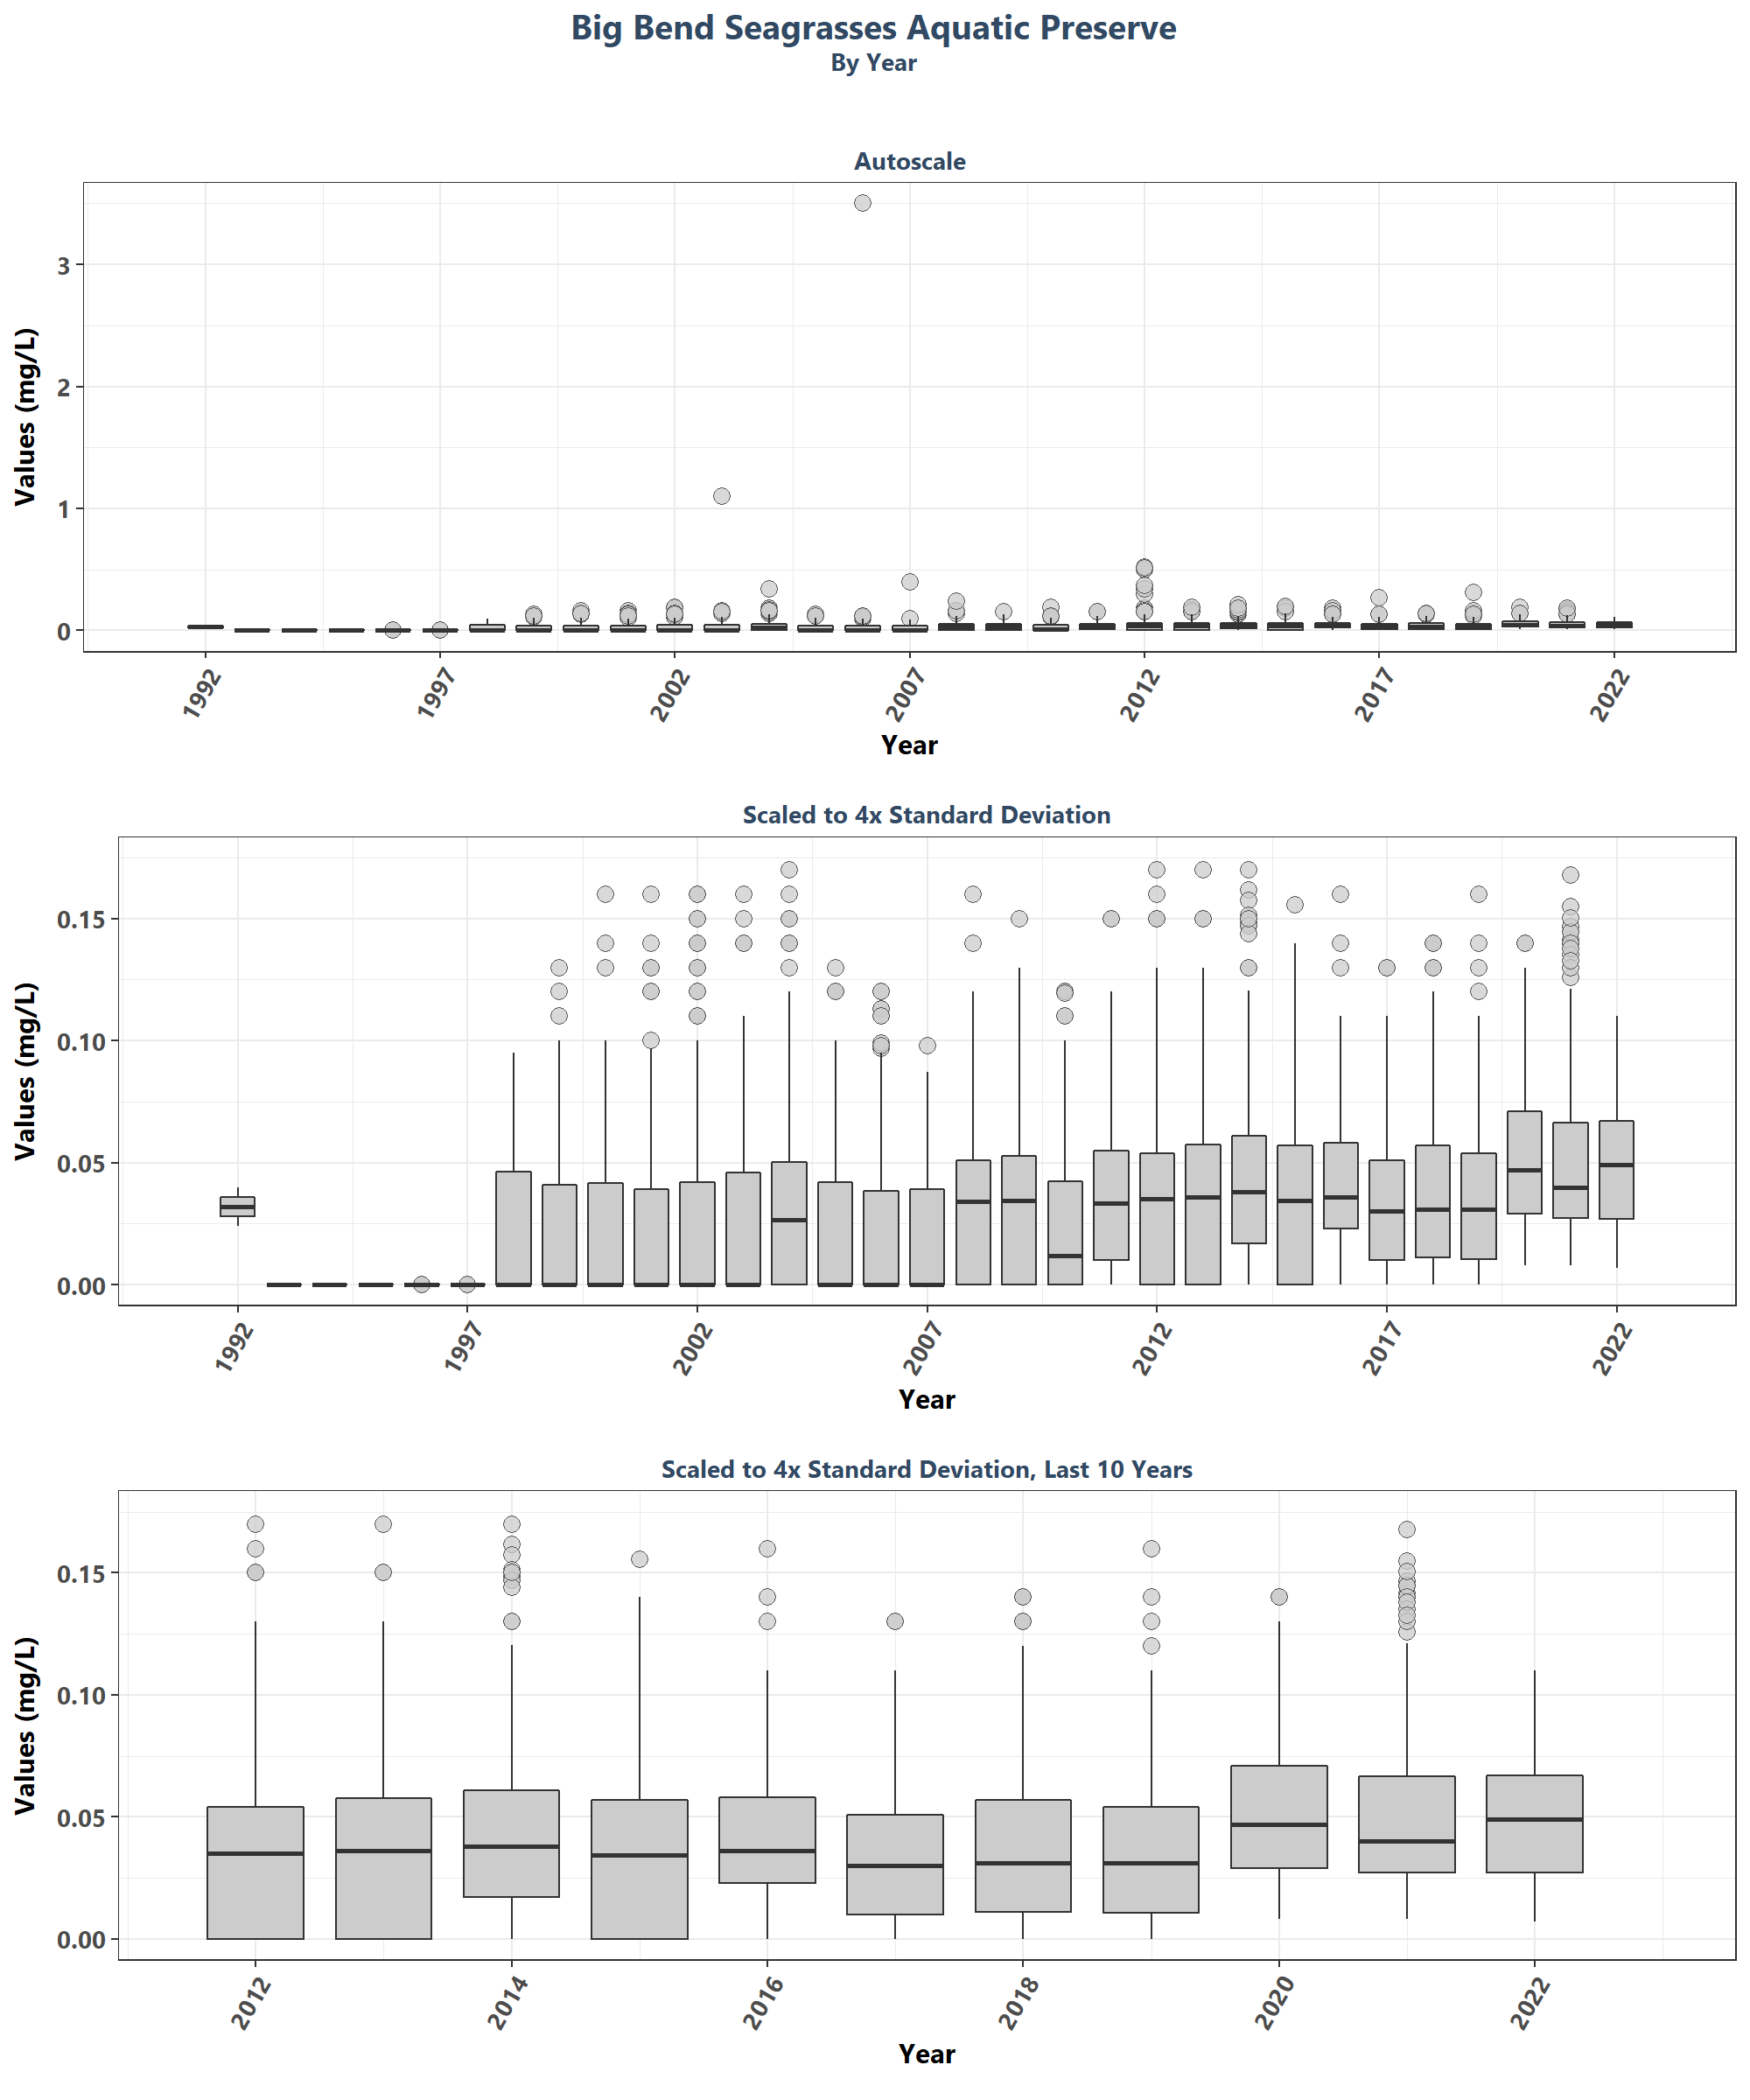 Big Bend Seagrasses Aquatic Preserve
By Year
Autoscale
Values (mg/L)
3
2
1
0
1992 1997 2002 2007 2012 2017 2022
Year
Scaled to 4x Standard Deviation
Values (mg/L)
0.15
0.10
0.05
0.00
1992 1997 2002 2007 2012 2017 2022
Year
Scaled to 4x Standard Deviation, Last 10 Years
Values (mg/L)
0.15
0.10
0.05
0.00
2012 2014 2016 2018 2020 2022
Year